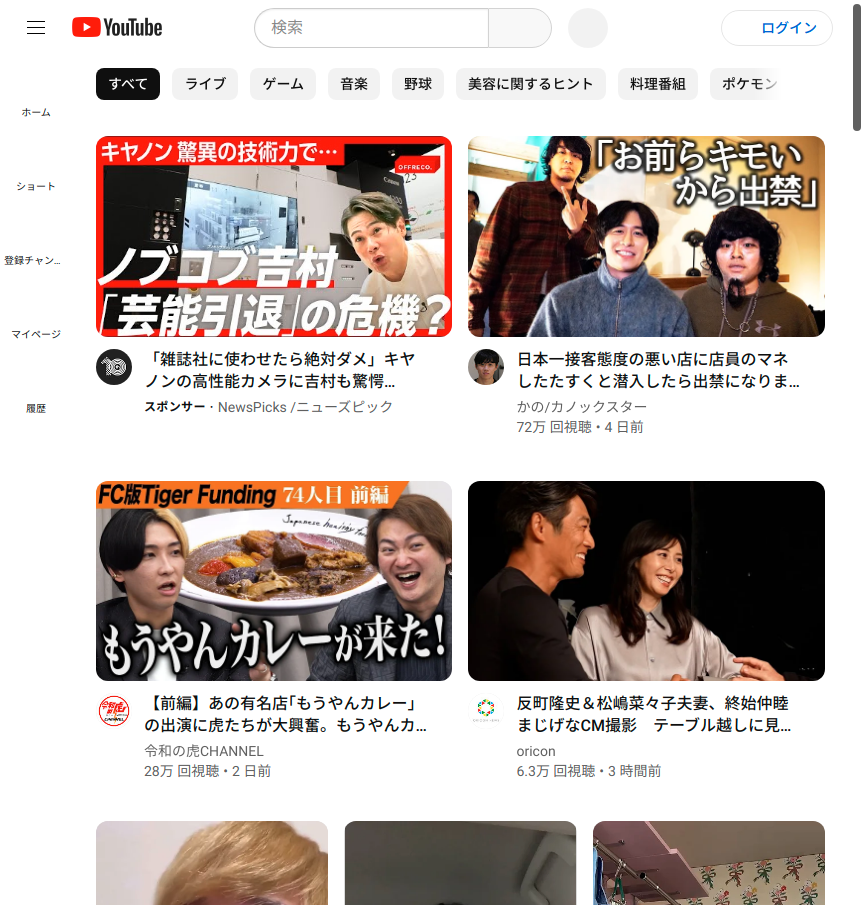 YouTube
検索
ログイン
すべて
ライブ
ゲーム
音楽
野球
美容に関するヒント
料理番組
ポケモン
ホーム
ショート
登録チャン...
マイページ
履歴
キヤノン 驚異の技術力で…
OFFRECO.
Canon
ノブコブ吉村
「芸能引退」の危機？
「お前らキモい
から出禁」
「雑誌社に使わせたら絶対ダメ」キヤ
ノンの高性能カメラに吉村も驚愕...
スポンサー・NewsPicks /ニューズピック
日本一接客態度の悪い店に店員のマネ
したたすくと潜入したら出禁になりま...
かの/カノックスター
72万 回視聴・4 日前
FC版Tiger Funding 74人目 前編
もうやんカレーが来た!
【前編】あの有名店「もうやんカレー」
の出演に虎たちが大興奮。もうやんカ...
令和の虎CHANNEL
28万 回視聴・2 日前
反町隆史＆松嶋菜々子夫妻、終始仲睦
まじげなCM撮影　テーブル越しに見...
oricon
6.3万 回視聴・3 時間前